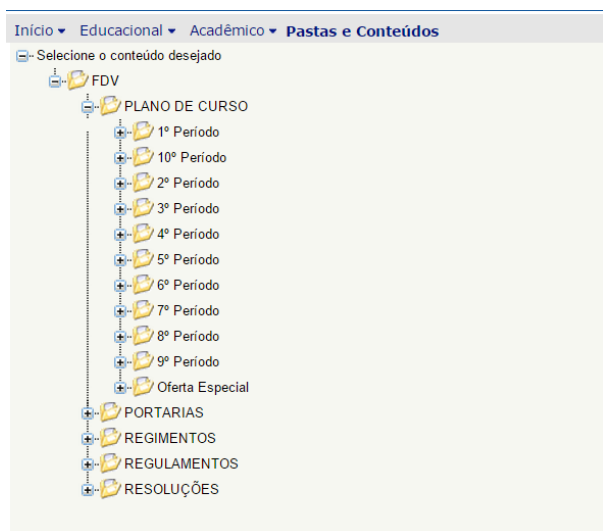 Início Educacional Acadêmico Pastas e Conteúdos
Selecione o conteúdo desejado
FDV
PLANO DE CURSO
1º Período
10º Período
2º Período
3º Período
4º Período
5º Período
6º Período
7º Período
8º Período
9º Período
Oferta Especial
PORTARIAS
REGIMENTOS
REGULAMENTOS
RESOLUÇÕES